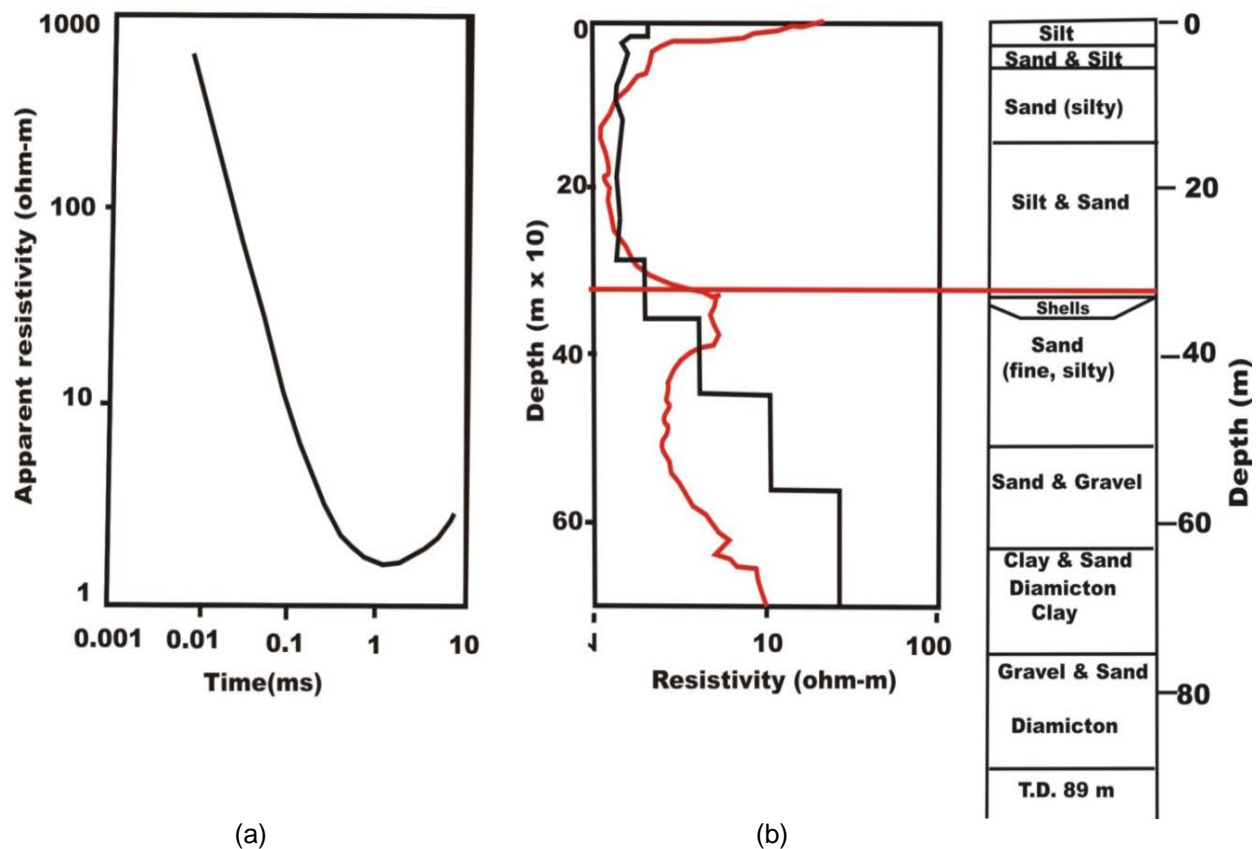 1000
100
10
1
Apparent resistivity (ohm-m)
0.001 0.01 0.1 1 10
Time(ms)
(a)
0
20
40
60
Depth (m x 10)
10 100
Resistivity (ohm-m)
(b)
Silt
Sand & Silt
Sand (silty)
Silt & Sand
Shells
Sand
(fine, silty)
Sand & Gravel
Clay & Sand
Diamicton
Clay
Gravel & Sand
Diamicton
T.D. 89 m
0
20
40
60
80
Depth (m)